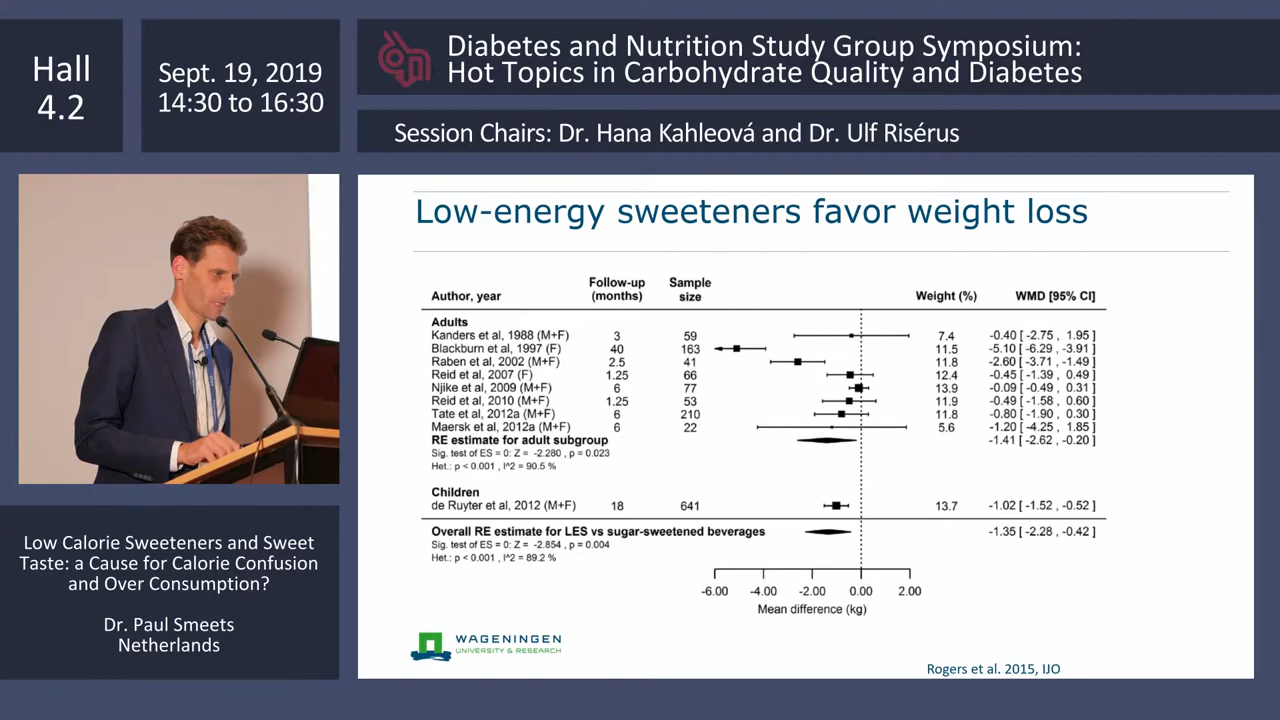 Hall
4.2
Sept. 19, 2019
14:30 to 16:30
Diabetes and Nutrition Study Group Symposium:
Hot Topics in Carbohydrate Quality and Diabetes
Session Chairs: Dr. Hana Kahleová and Dr. Ulf Risérus
Low Calorie Sweeteners and Sweet
Taste: a Cause for Calorie Confusion
and Over Consumption?
Dr. Paul Smeets
Netherlands
Low-energy sweeteners favor weight loss
Author, year Follow-up (months) Sample size Weight (%) WMD [95% CI]
Adults
Kanders et al, 1988 (M+F) 3 59 7.4 -0.40 [ -2.75 , 1.95 ]
Blackburn et al, 1997 (F) 40 163 11.5 -5.10 [ -6.29 , -3.91 ]
Raben et al, 2002 (M+F) 2.5 41 11.8 -2.60 [ -3.71 , -1.49 ]
Reid et al, 2007 (F) 1.25 66 12.4 -0.45 [ -1.39 , 0.49 ]
Njike et al, 2009 (M+F) 6 77 13.9 -0.09 [ -0.49 , 0.31 ]
Reid et al, 2010 (M+F) 1.25 53 11.9 -0.49 [ -1.58 , 0.60 ]
Tate et al, 2012a (M+F) 6 210 11.8 -0.80 [ -1.90 , 0.30 ]
Maersk et al, 2012a (M+F) 6 22 5.6 -1.20 [ -4.25 , 1.85 ]
RE estimate for adult subgroup -1.41 [ -2.62 , -0.20 ]
Sig. test of ES = 0: Z = -2.280 , p = 0.023
Het.: p < 0.001 , I^2 = 90.5 %
Children
de Ruyter et al, 2012 (M+F) 18 641 13.7 -1.02 [ -1.52 , -0.52 ]
Overall RE estimate for LES vs sugar-sweetened beverages -1.35 [ -2.28 , -0.42 ]
Sig. test of ES = 0: Z = -2.854 , p = 0.004
Het.: p < 0.001 , I^2 = 89.2 %
-6.00 -4.00 -2.00 0.00 2.00
Mean difference (kg)
WAGENINGEN
UNIVERSITY & RESEARCH
Rogers et al. 2015, IJO